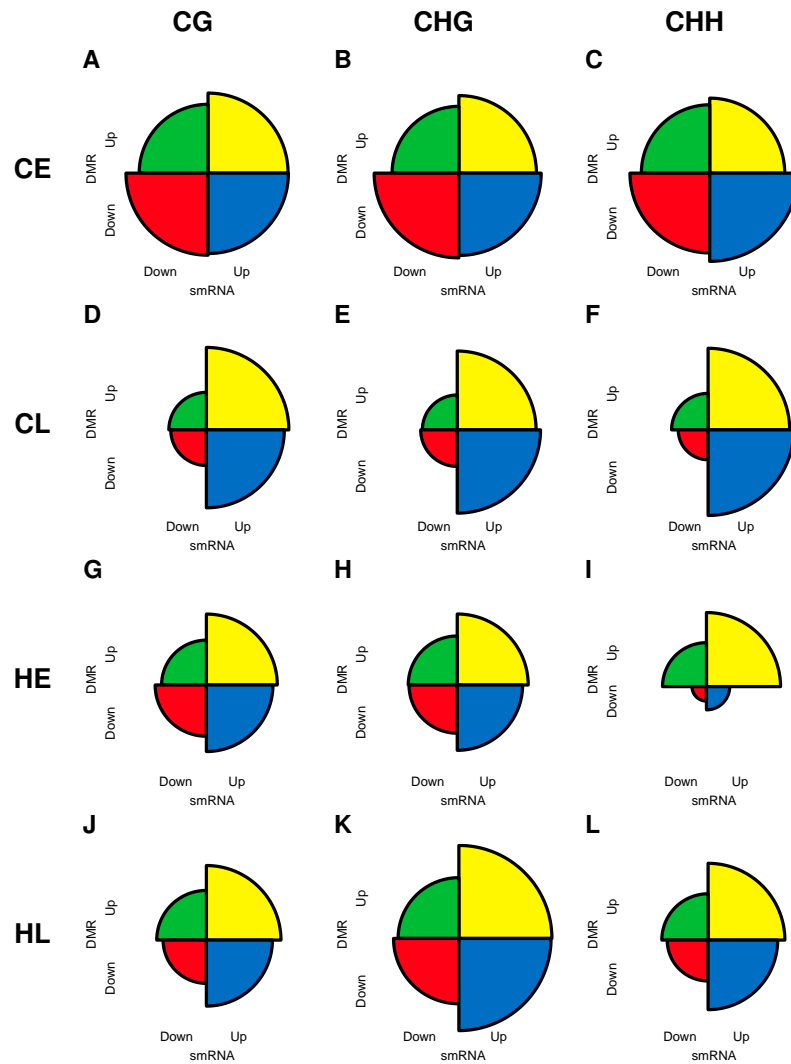 CG CHG CHH
A B C
CE
DMR Up Down
DMR Up Down
DMR Up Down
Down Up
smRNA
Down Up
smRNA
Down Up
smRNA
D E F
CL
DMR Up Down
DMR Up Down
DMR Up Down
Down Up
smRNA
Down Up
smRNA
Down Up
smRNA
G H I
HE
DMR Up Down
DMR Up Down
DMR Up Down
Down Up
smRNA
Down Up
smRNA
Down Up
smRNA
J K L
HL
DMR Up Down
DMR Up Down
DMR Up Down
Down Up
smRNA
Down Up
smRNA
Down Up
smRNA